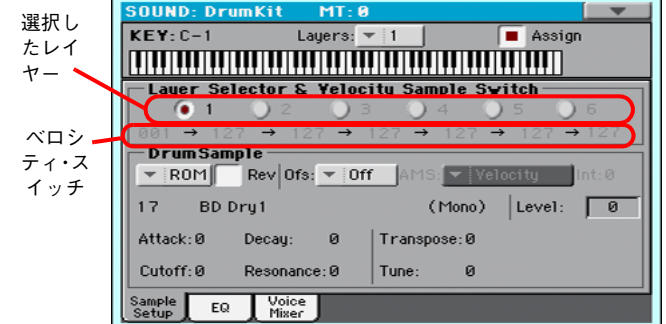 選択し
たレイ
ヤー
ベロシ
ティ・ス
イッチ
SOUND: DrumKit MT: 0
KEY: C-1 Layers: 1 Assign
Layer Selector & Velocity Sample Switch
1 2 3 4 5 6
001 → 127 → 127 → 127 → 127 → 127 → 127
DrumSample
ROM Rev Ofs: Off AMS: Velocity Int:0
17 BD Dry1 (Mono) Level: 0
Attack:0 Decay: 0 Transpose:0
Cutoff:0 Resonance:0 Tune: 0
Sample Setup EQ Voice Mixer